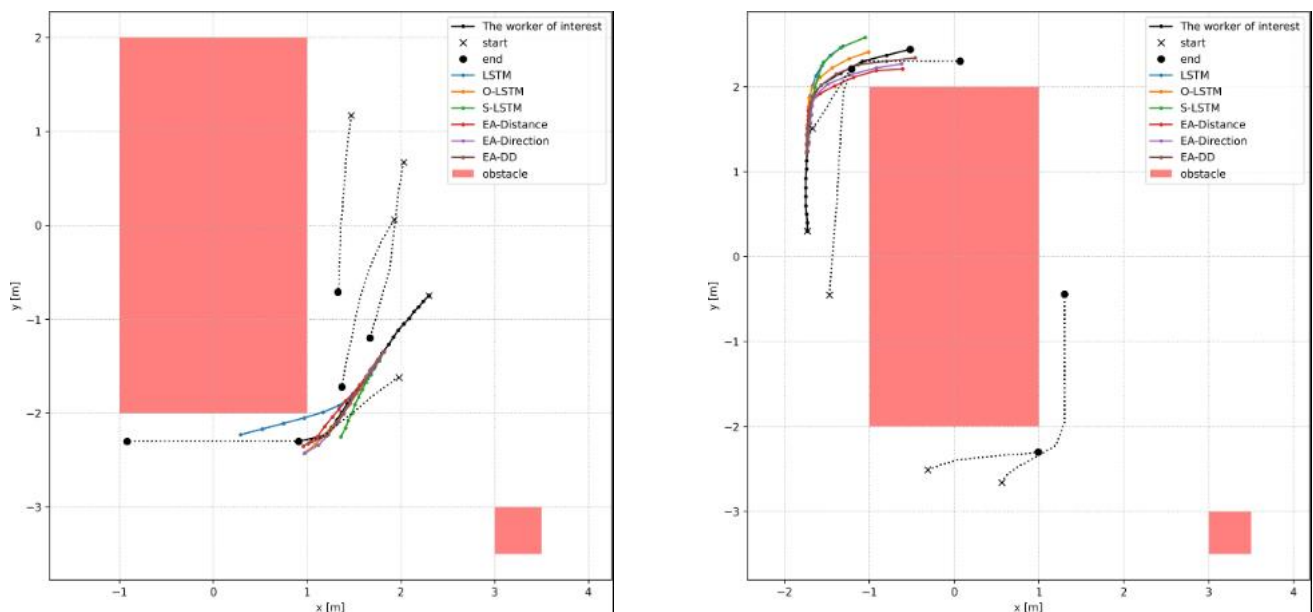 The worker of interest
start
end
LSTM
O-LSTM
S-LSTM
EA-Distance
EA-Direction
EA-DD
obstacle
2
1
0
−1
−2
−3
y [m]
−1
0
1
2
3
4
x [m]
The worker of interest
start
end
LSTM
O-LSTM
S-LSTM
EA-Distance
EA-Direction
EA-DD
obstacle
2
1
0
−1
−2
−3
y [m]
−2
−1
0
1
2
3
4
x [m]